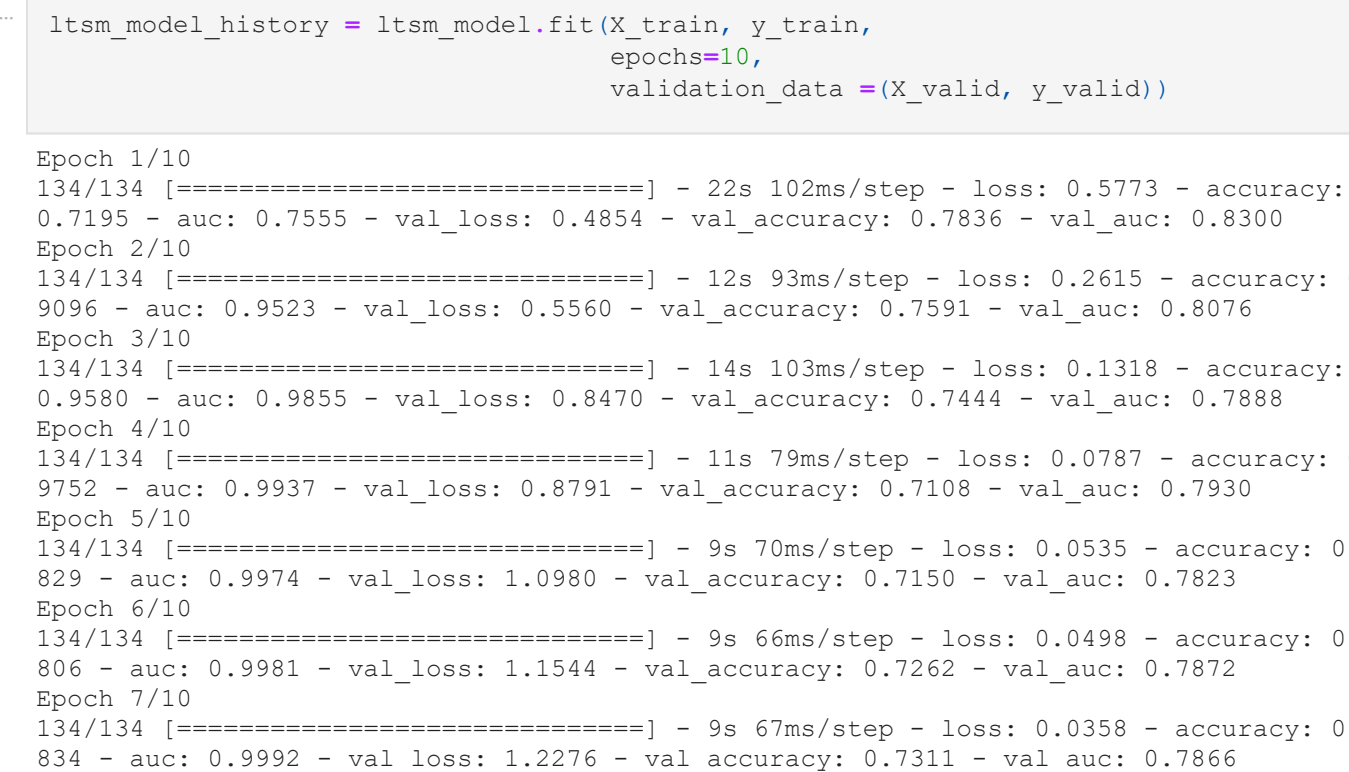 ltsm_model_history = ltsm_model.fit(X_train, y_train,
epochs=10,
validation_data =(X_valid, y_valid))
Epoch 1/10
134/134 [==============================] - 22s 102ms/step - loss: 0.5773 - accuracy:
0.7195 - auc: 0.7555 - val_loss: 0.4854 - val_accuracy: 0.7836 - val_auc: 0.8300
Epoch 2/10
134/134 [==============================] - 12s 93ms/step - loss: 0.2615 - accuracy:
9096 - auc: 0.9523 - val_loss: 0.5560 - val_accuracy: 0.7591 - val_auc: 0.8076
Epoch 3/10
134/134 [==============================] - 14s 103ms/step - loss: 0.1318 - accuracy:
0.9580 - auc: 0.9855 - val_loss: 0.8470 - val_accuracy: 0.7444 - val_auc: 0.7888
Epoch 4/10
134/134 [==============================] - 11s 79ms/step - loss: 0.0787 - accuracy:
9752 - auc: 0.9937 - val_loss: 0.8791 - val_accuracy: 0.7108 - val_auc: 0.7930
Epoch 5/10
134/134 [==============================] - 9s 70ms/step - loss: 0.0535 - accuracy: 0
829 - auc: 0.9974 - val_loss: 1.0980 - val_accuracy: 0.7150 - val_auc: 0.7823
Epoch 6/10
134/134 [==============================] - 9s 66ms/step - loss: 0.0498 - accuracy: 0
806 - auc: 0.9981 - val_loss: 1.1544 - val_accuracy: 0.7262 - val_auc: 0.7872
Epoch 7/10
134/134 [==============================] - 9s 67ms/step - loss: 0.0358 - accuracy: 0
834 - auc: 0.9992 - val_loss: 1.2276 - val_accuracy: 0.7311 - val_auc: 0.7866